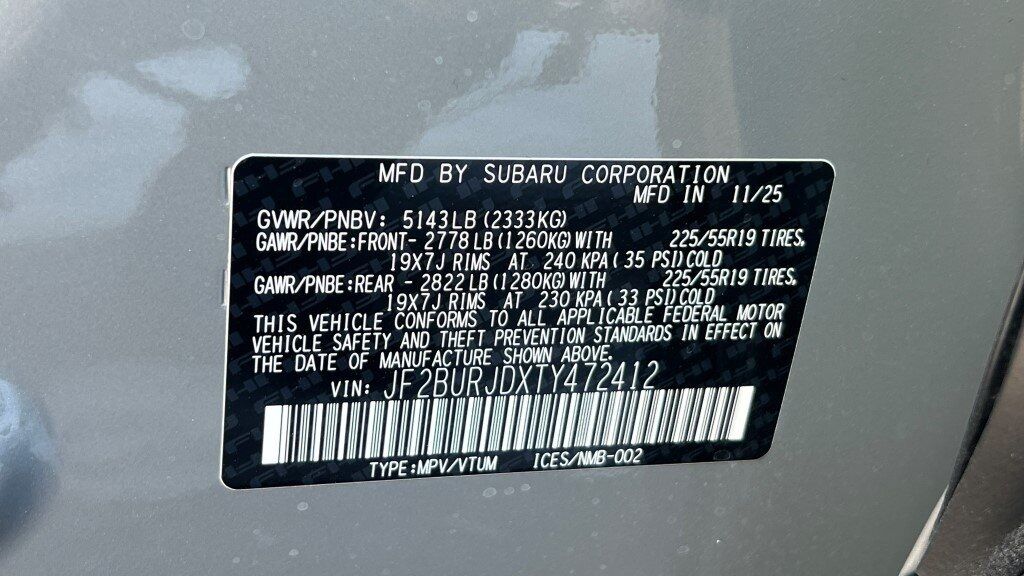 MFD BY SUBARU CORPORATION
MFD IN 11/25
GVWR/PNBV: 5143LB (2333KG)
GAWR/PNBE:FRONT- 2778 LB (1260KG) WITH 225/55R19 TIRES,
19X7J RIMS AT 240 KPA ( 35 PSI) COLD
GAWR/PNBE:REAR - 2822 LB (1280KG) WITH 225/55R19 TIRES,
19X7J RIMS AT 230 KPA ( 33 PSI) COLD
THIS VEHICLE CONFORMS TO ALL APPLICABLE FEDERAL MOTOR
VEHICLE SAFETY AND THEFT PREVENTION STANDARDS IN EFFECT ON
THE DATE OF MANUFACTURE SHOWN ABOVE.
VIN: JF2BURJDXTY472412
TYPE:MPV/VTUM ICES/NMB-002